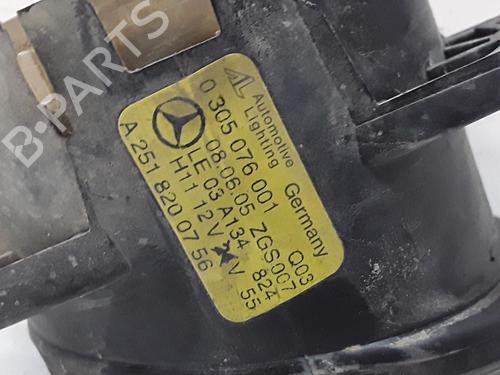 B-PARTS
AL Automotive Lighting Germany
0 305 076 001 Q03
08.06.05 ZGS007
LE 03 A134 824
H11 12V V 55
A 251 820 07 56